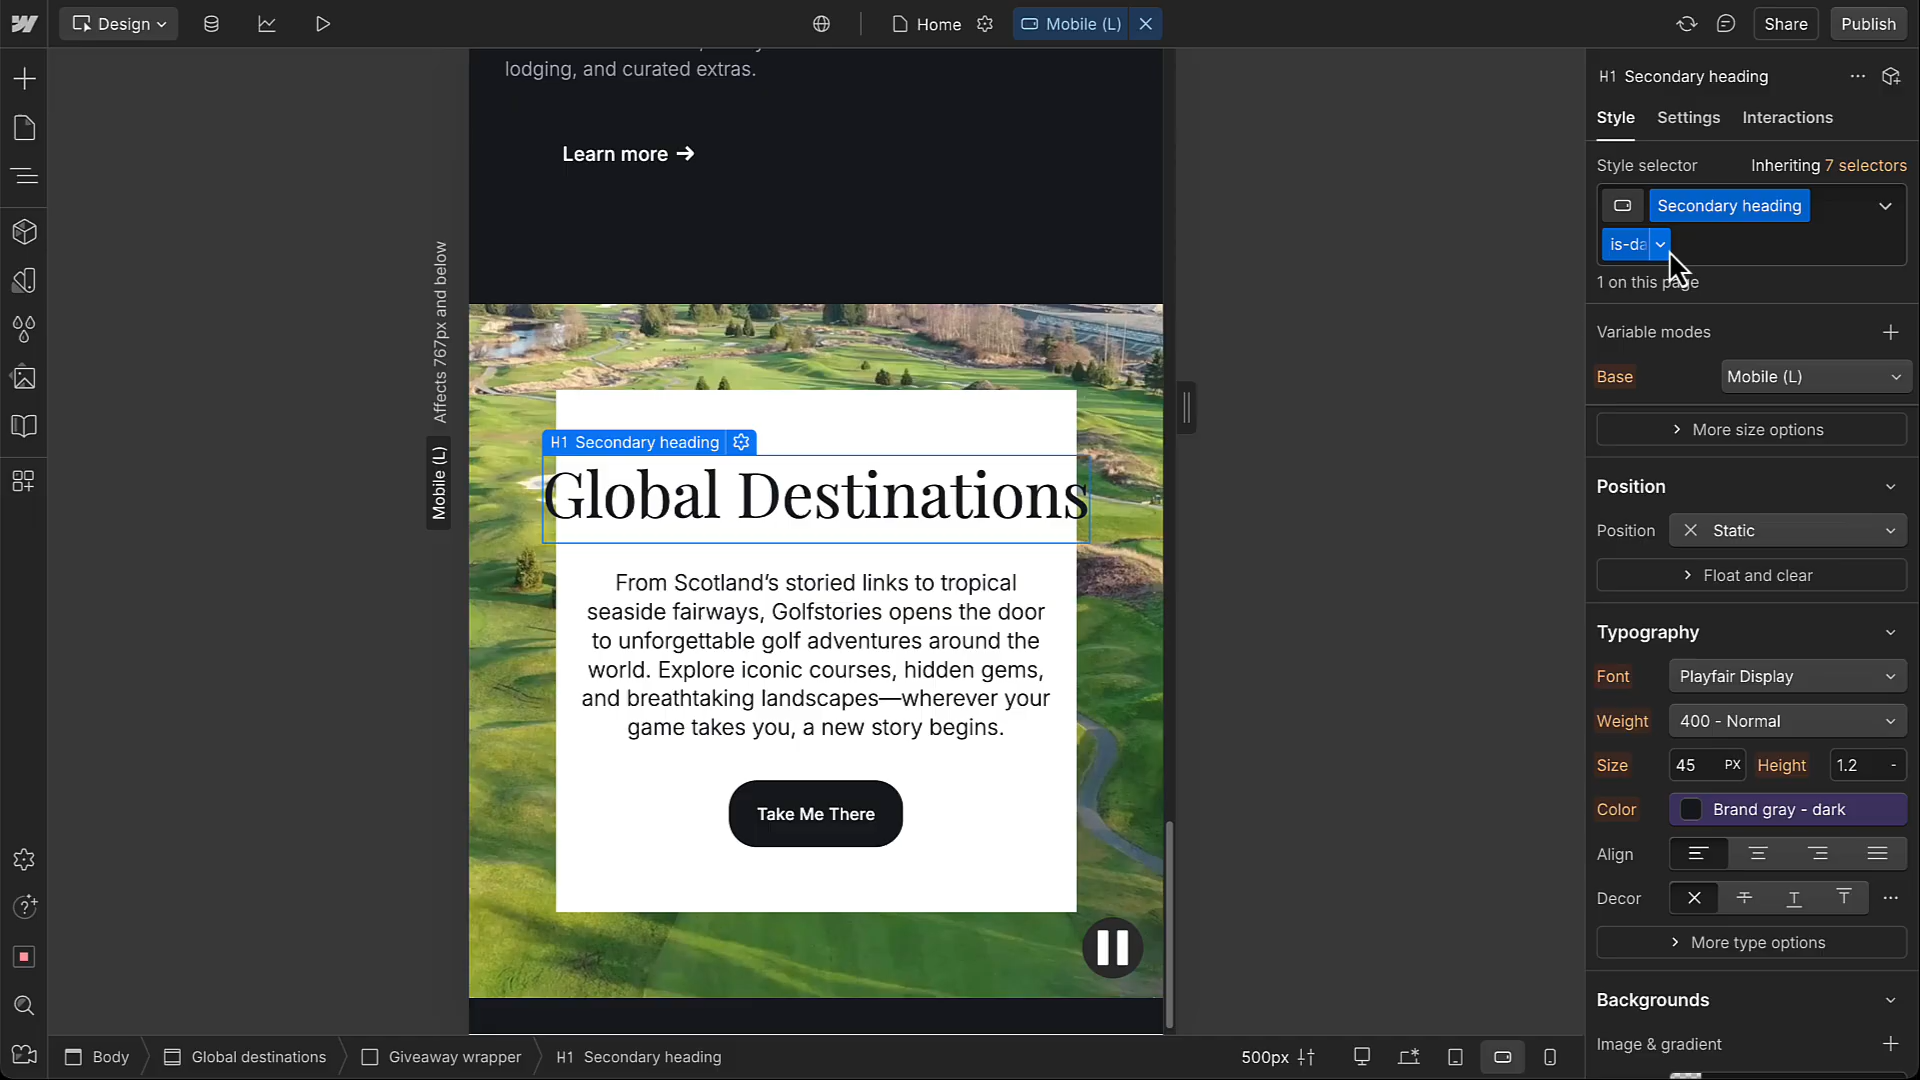 Design
Home
Mobile (L)
Share
Publish
lodging, and curated extras.
Learn more →
Affects 767px and below
Mobile (L)
H1 Secondary heading
Global Destinations
From Scotland’s storied links to tropical
seaside fairways, Golfstories opens the door
to unforgettable golf adventures around the
world. Explore iconic courses, hidden gems,
and breathtaking landscapes—wherever your
game takes you, a new story begins.
Take Me There
H1 Secondary heading
Style
Settings
Interactions
Style selector
Inheriting 7 selectors
Secondary heading
is-da
1 on this page
Variable modes
Base
Mobile (L)
More size options
Position
Position
Static
Float and clear
Typography
Font
Playfair Display
Weight
400 - Normal
Size
45 PX
Height
1.2 -
Color
Brand gray - dark
Align
Decor
More type options
Backgrounds
Image & gradient
Body
Global destinations
Giveaway wrapper
H1 Secondary heading
500px